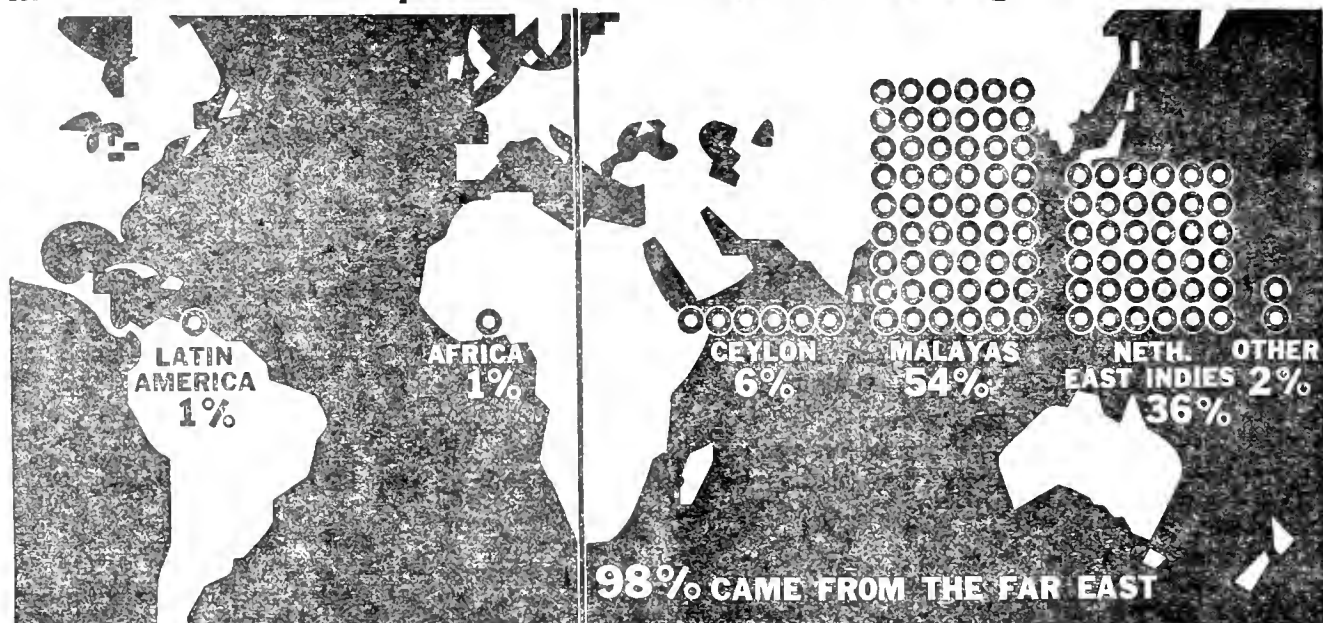 LATIN
AMERICA
1%
AFRICA
1%
CEYLON
6%
MALAYAS
54%
NETH.
EAST INDIES
36%
OTHER
2%
98% CAME FROM THE FAR EAST